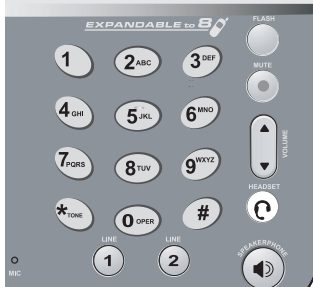 EXPANDABLE to 8
FLASH
1 2ABC 3DEF
MUTE
4GHI 5JKL 6MNO
VOLUME
7PQRS 8TUV 9WXYZ
HEADSET
*TONE 0OPER #
LINE LINE
1 2
SPEAKERPHONE
MIC